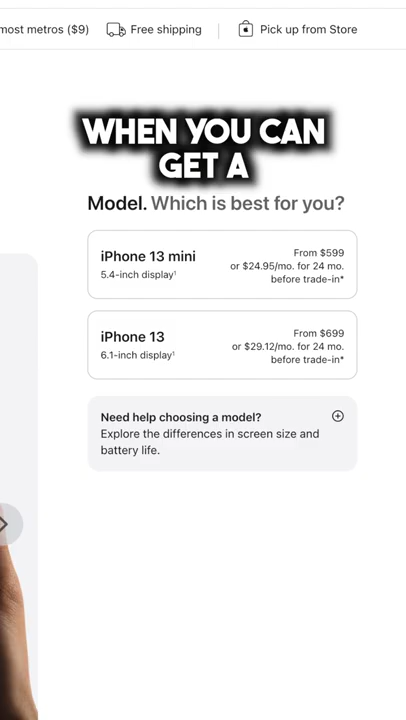 most metros ($9)
Free shipping
Pick up from Store
WHEN YOU CAN
GET A
Model. Which is best for you?
iPhone 13 mini
5.4-inch display¹
From $599
or $24.95/mo. for 24 mo.
before trade-in*
iPhone 13
6.1-inch display¹
From $699
or $29.12/mo. for 24 mo.
before trade-in*
Need help choosing a model?
Explore the differences in screen size and
battery life.